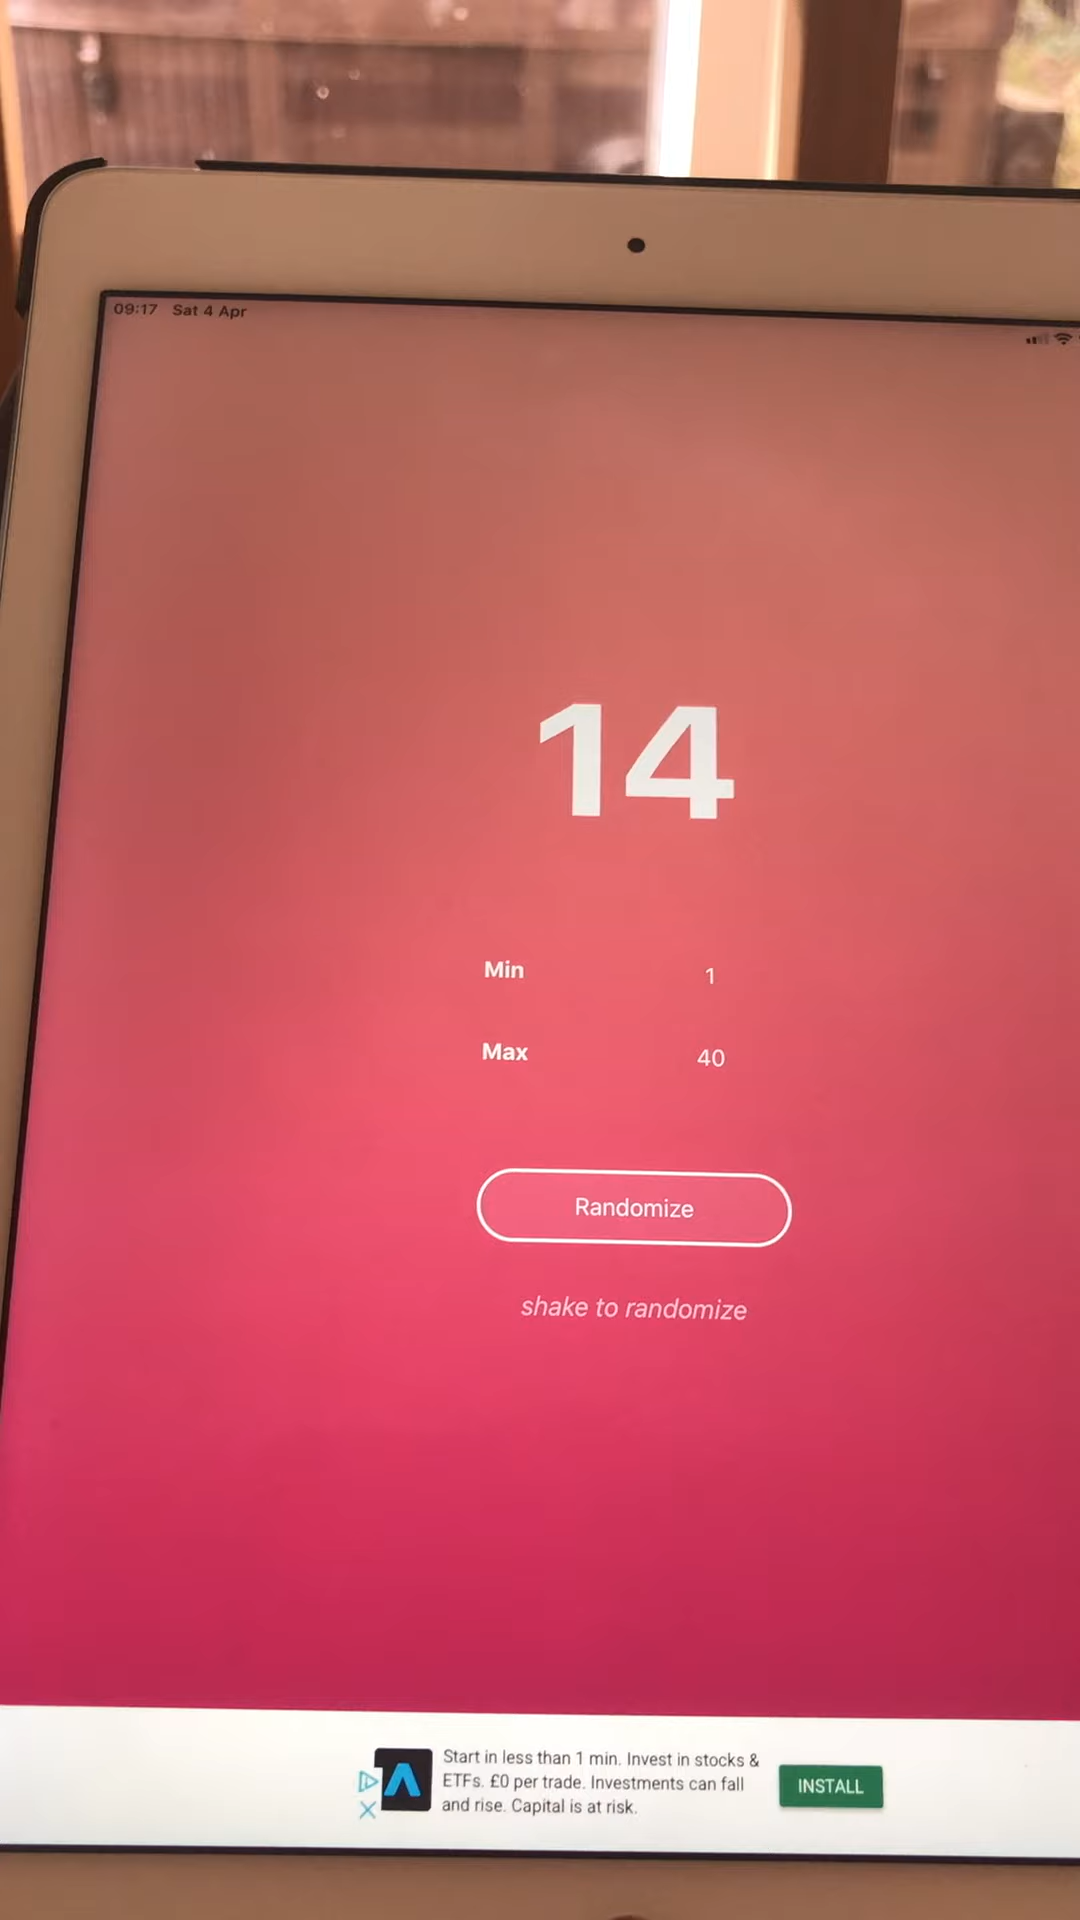 09:17 Sat 4 Apr
14
Min 1
Max 40
Randomize
shake to randomize
Start in less than 1 min. Invest in stocks &
ETFs. £0 per trade. Investments can fall
and rise. Capital is at risk.
INSTALL